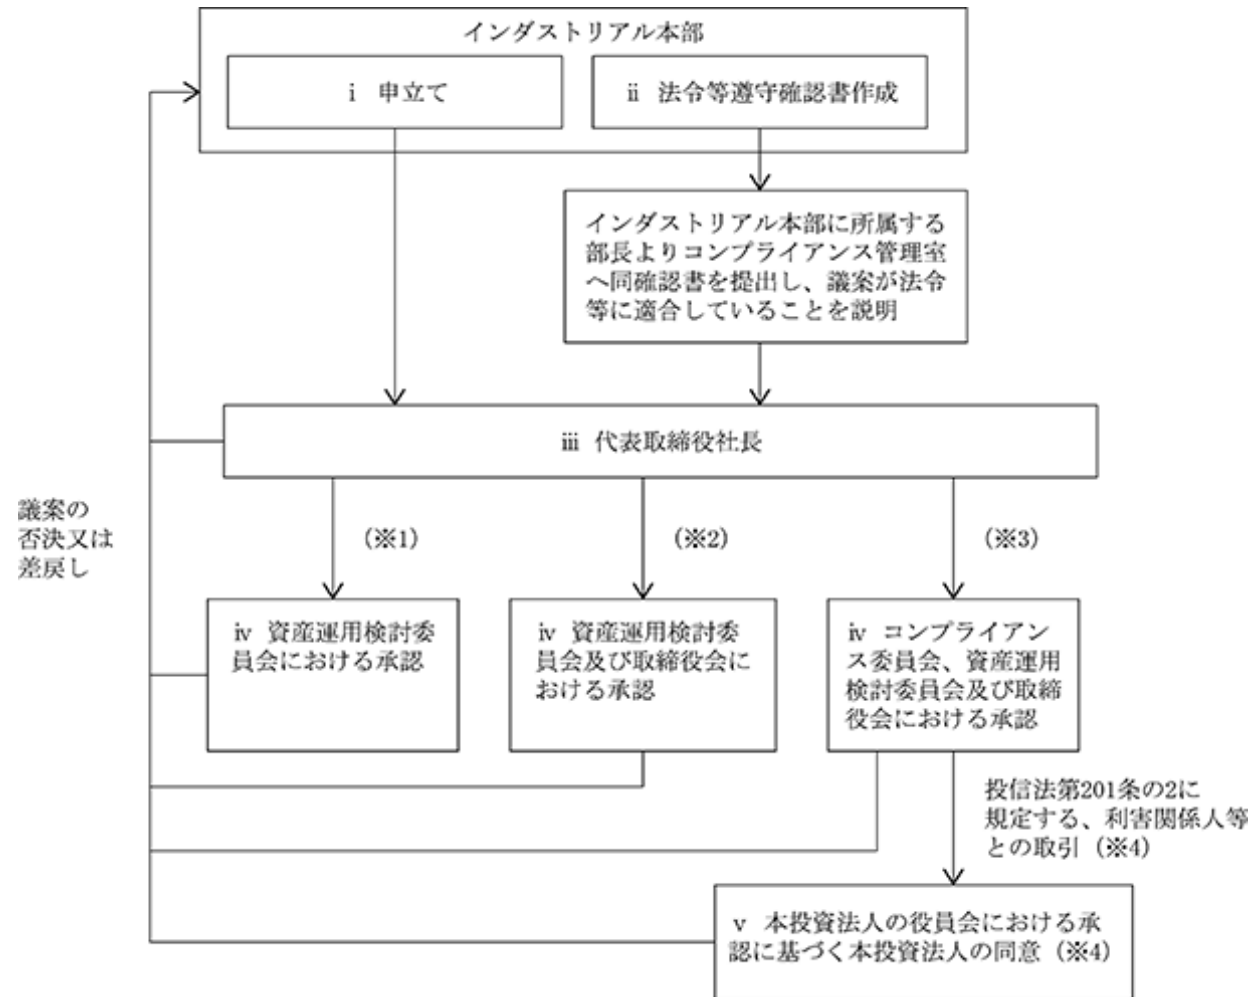 インダストリアル本部
ⅰ 申立て
ⅱ 法令等遵守確認書作成
インダストリアル本部に所属する
部長よりコンプライアンス管理室
へ同確認書を提出し、議案が法令
等に適合していることを説明
ⅲ 代表取締役社長
議案の
否決又は
差戻し
(※1)
(※2)
(※3)
ⅳ 資産運用検討委
員会における承認
ⅳ 資産運用検討委
員会及び取締役会に
おける承認
ⅳ コンプライアン
ス委員会、資産運用
検討委員会及び取締
役会における承認
投信法第201条の2に
規定する、利害関係人等
との取引（※4）
ⅴ 本投資法人の役員会における承
認に基づく本投資法人の同意（※4）